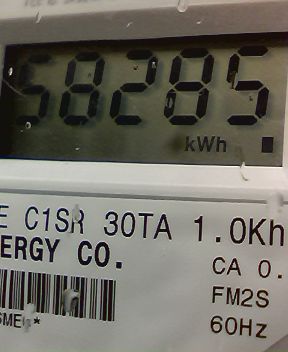 58285
kWh
E C1SR 30TA 1.0Kh
ERGY CO.
CA 0.
FM2S
60Hz